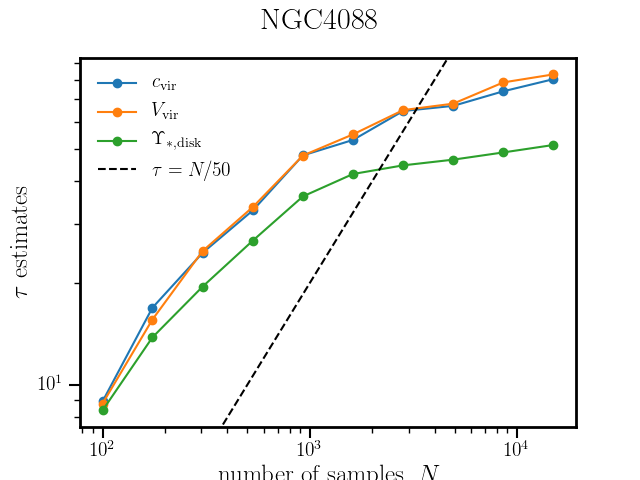 NGC4088
c_vir
V_vir
Υ_*,disk
τ = N/50
τ estimates
10^1
10^2 10^3 10^4
number of samples, N